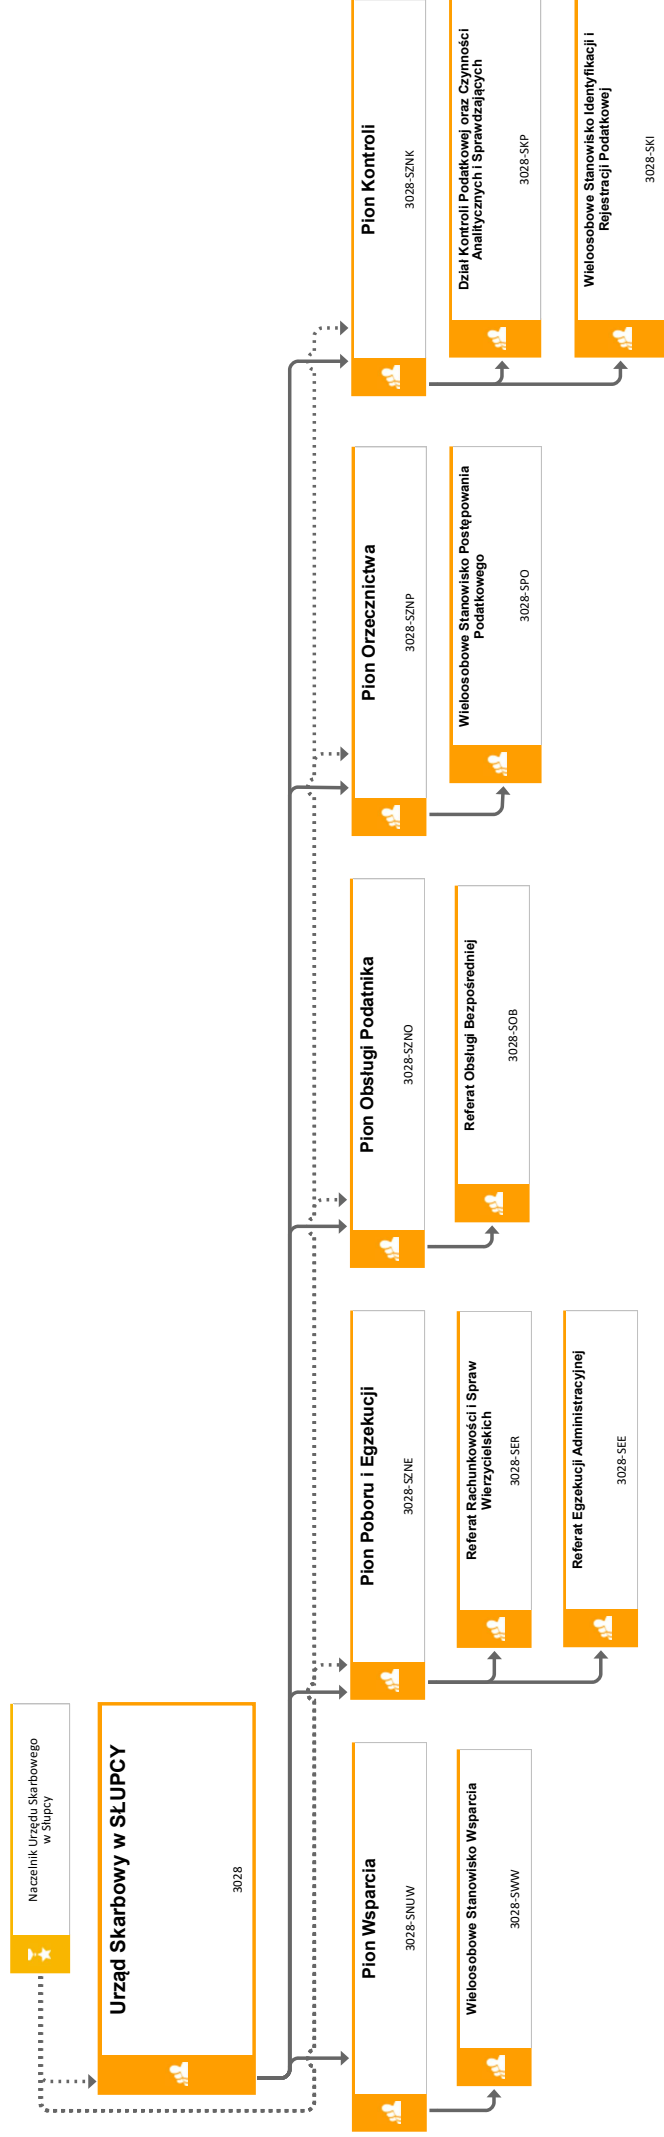 Naczelnik Urzędu Skarbowego
w Słupcy
Urząd Skarbowy w SŁUPCY
3028
Pion Wsparcia
3028-SNUW
Wieloosobowe Stanowisko Wsparcia
3028-SWW
Pion Poboru i Egzekucji
3028-SZNE
Referat Rachunkowości i Spraw
Wierzycielskich
3028-SER
Referat Egzekucji Administracyjnej
3028-SEE
Pion Obsługi Podatnika
3028-SZNO
Referat Obsługi Bezpośredniej
3028-SOB
Pion Orzecznictwa
3028-SZNP
Wieloosobowe Stanowisko Postępowania
Podatkowego
3028-SPO
Pion Kontroli
3028-SZNK
Dział Kontroli Podatkowej oraz Czynności
Analitycznych i Sprawdzających
3028-SKP
Wieloosobowe Stanowisko Identyfikacji i
Rejestracji Podatkowej
3028-SKI